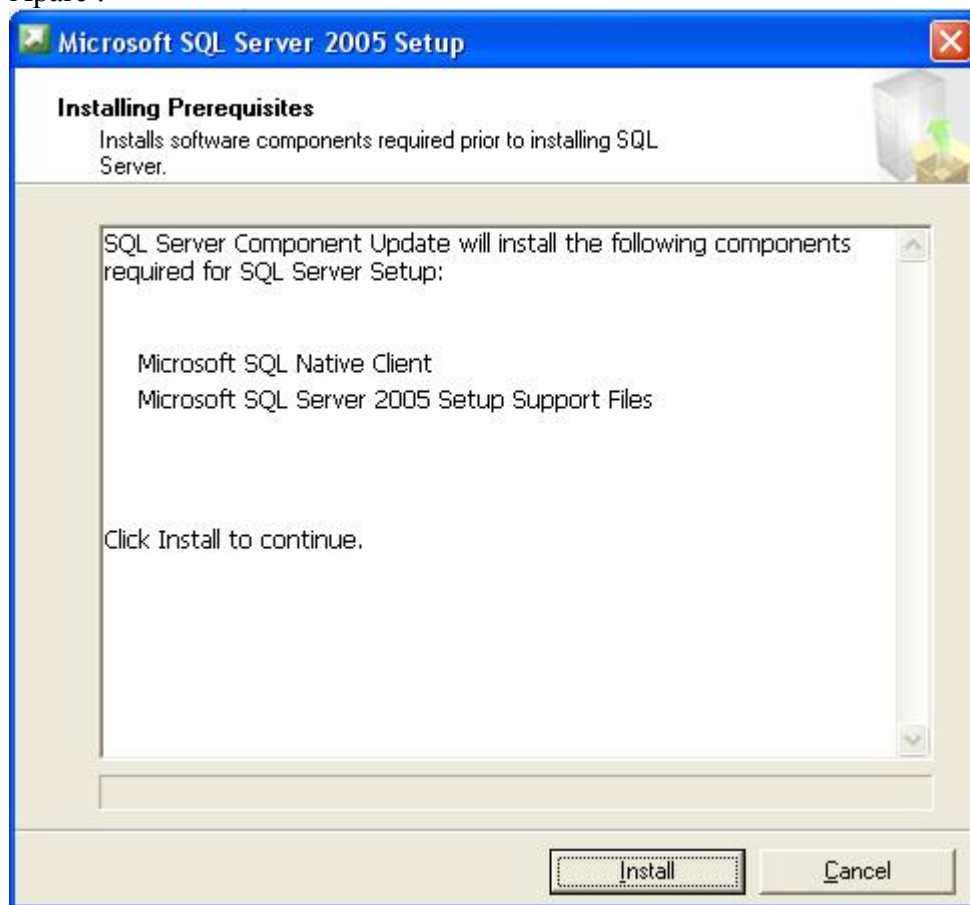 Microsoft SQL Server 2005 Setup
Installing Prerequisites
Installs software components required prior to installing SQL
Server.
SQL Server Component Update will install the following components
required for SQL Server Setup:
Microsoft SQL Native Client
Microsoft SQL Server 2005 Setup Support Files
Click Install to continue.
Install
Cancel